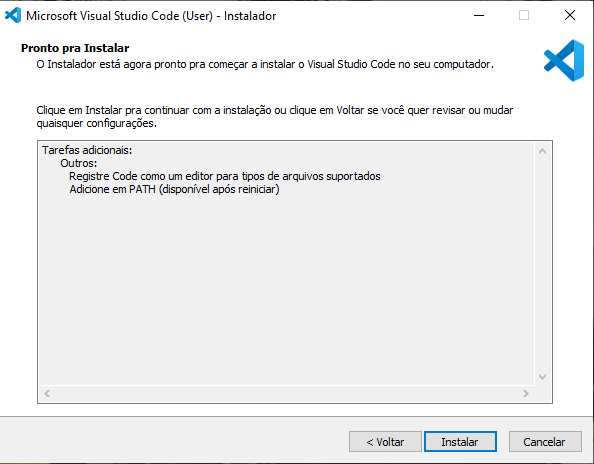 Microsoft Visual Studio Code (User) - Instalador
Pronto pra Instalar
O Instalador está agora pronto pra começar a instalar o Visual Studio Code no seu computador.
Clique em Instalar pra continuar com a instalação ou clique em Voltar se você quer revisar ou mudar
quaisquer configurações.
Tarefas adicionais:
Outros:
Registre Code como um editor para tipos de arquivos suportados
Adicione em PATH (disponível após reiniciar)
< Voltar
Instalar
Cancelar